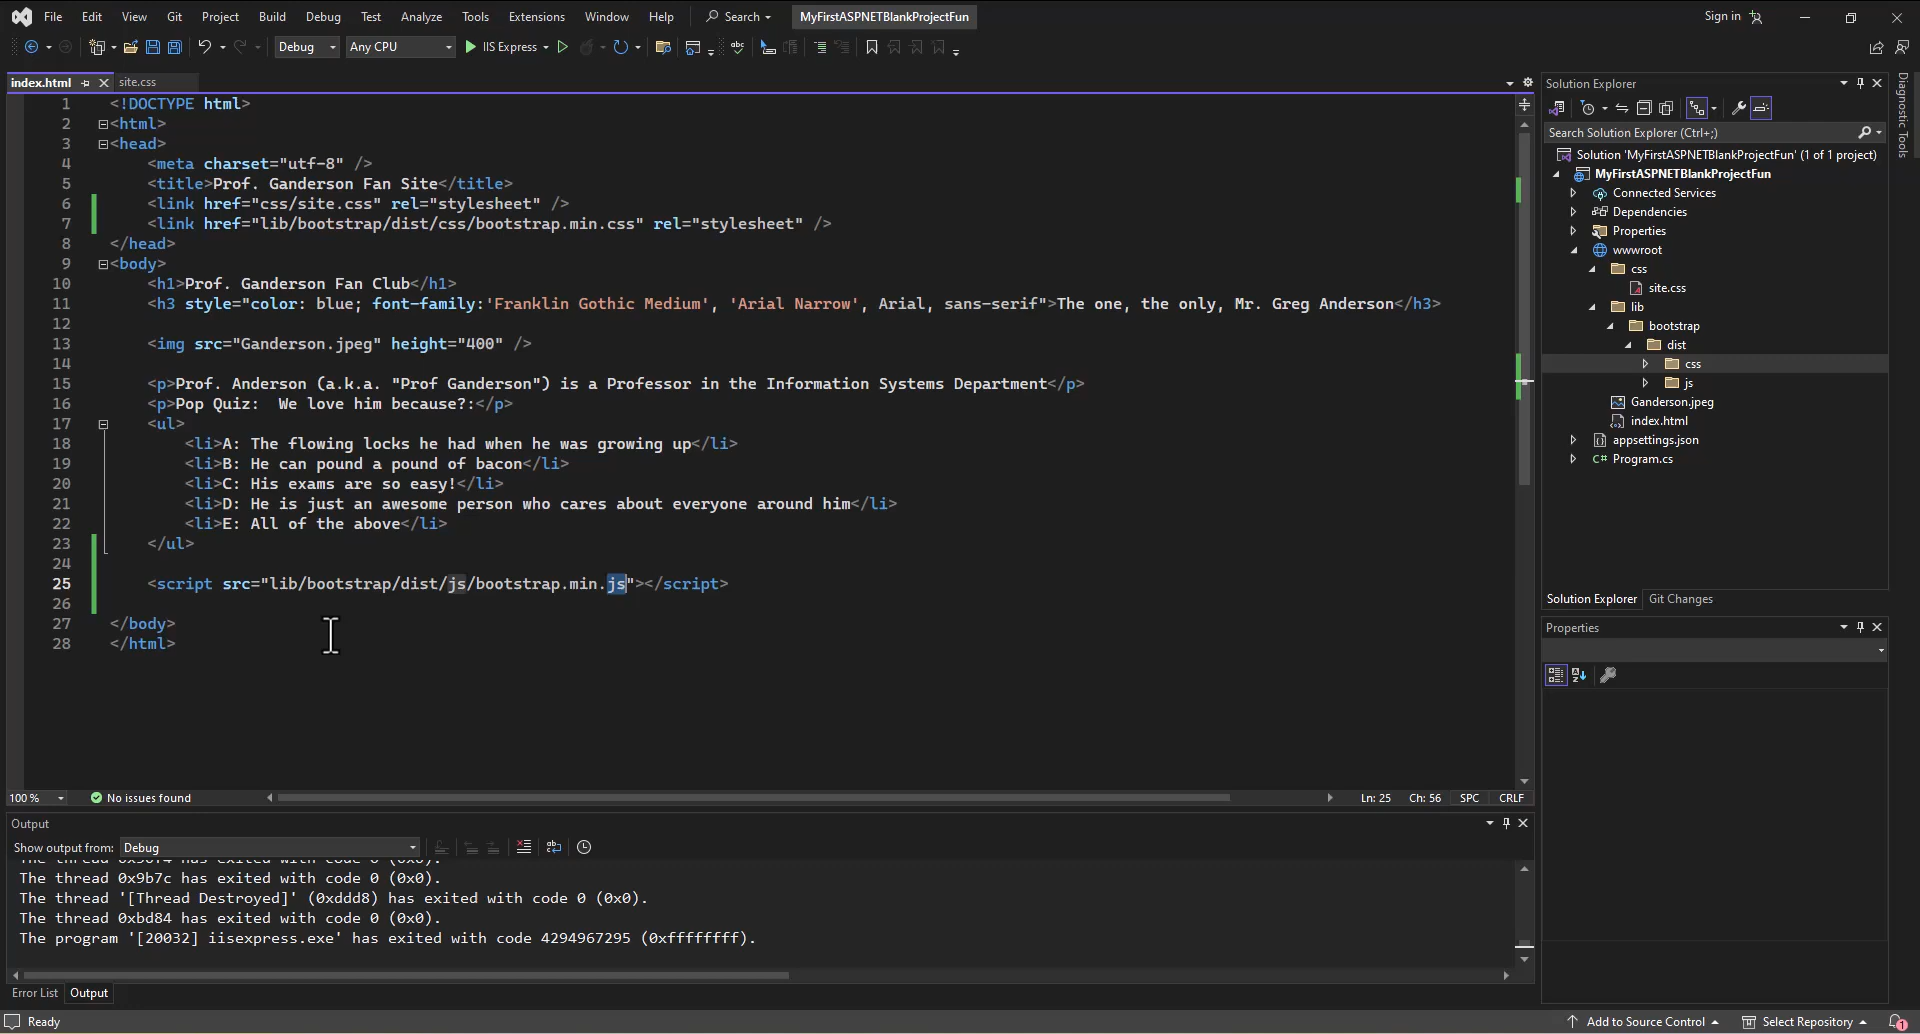 File Edit View Git Project Build Debug Test Analyze Tools Extensions Window Help Search MyFirstASPNETBlankProjectFun Sign in
Debug Any CPU IIS Express
index.html site.css
1 <!DOCTYPE html>
2 <html>
3 <head>
4 <meta charset="utf-8" />
5 <title>Prof. Ganderson Fan Site</title>
6 <link href="css/site.css" rel="stylesheet" />
7 <link href="lib/bootstrap/dist/css/bootstrap.min.css" rel="stylesheet" />
8 </head>
9 <body>
10 <h1>Prof. Ganderson Fan Club</h1>
11 <h3 style="color: blue; font-family:'Franklin Gothic Medium', 'Arial Narrow', Arial, sans-serif">The one, the only, Mr. Greg Anderson</h3>
12
13 <img src="Ganderson.jpeg" height="400" />
14
15 <p>Prof. Anderson (a.k.a. "Prof Ganderson") is a Professor in the Information Systems Department</p>
16 <p>Pop Quiz:  We love him because?:</p>
17 <ul>
18 <li>A: The flowing locks he had when he was growing up</li>
19 <li>B: He can pound a pound of bacon</li>
20 <li>C: His exams are so easy!</li>
21 <li>D: He is just an awesome person who cares about everyone around him</li>
22 <li>E: All of the above</li>
23 </ul>
24
25 <script src="lib/bootstrap/dist/js/bootstrap.min.js"></script>
26
27 </body>
28 </html>
100 % No issues found Ln: 25 Ch: 56 SPC CRLF
Output
Show output from: Debug
The thread 0x9b7c has exited with code 0 (0x0).
The thread '[Thread Destroyed]' (0xddd8) has exited with code 0 (0x0).
The thread 0xbd84 has exited with code 0 (0x0).
The program '[20032] iisexpress.exe' has exited with code 4294967295 (0xffffffff).
Error List Output
Solution Explorer
Search Solution Explorer (Ctrl+;)
Solution 'MyFirstASPNETBlankProjectFun' (1 of 1 project)
MyFirstASPNETBlankProjectFun
Connected Services
Dependencies
Properties
wwwroot
css
site.css
lib
bootstrap
dist
css
js
Ganderson.jpeg
index.html
appsettings.json
C# Program.cs
Solution Explorer Git Changes
Properties
Diagnostic Tools
Ready Add to Source Control Select Repository 1